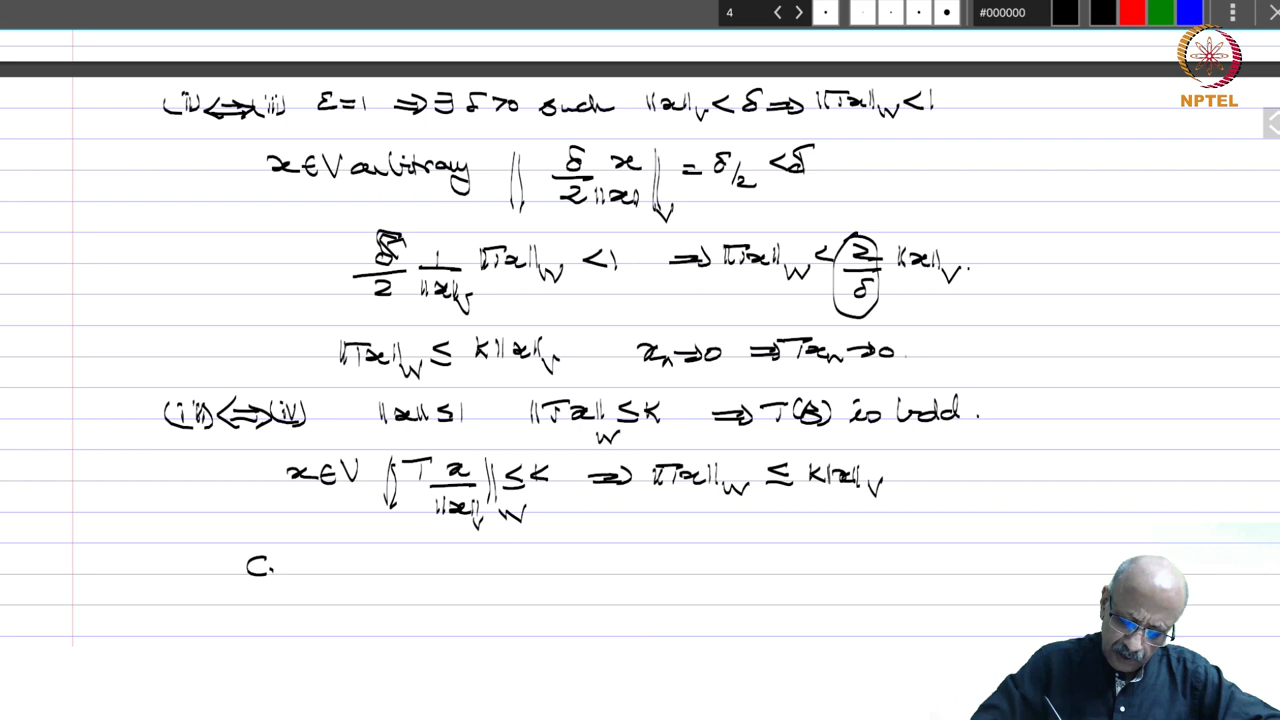 4 #000000
NPTEL
(ii)⟺(iii) ε=1 ⟹ ∃ δ>0 such ‖x‖_V < δ ⟹ ‖Tx‖_W < 1
x∈V arbitrary ‖ δ/2 x/‖x‖ ‖_V = δ/2 < δ
δ/2 1/‖x‖_V ‖Tx‖_W < 1 ⟹ ‖Tx‖_W < 2/δ ‖x‖_V.
‖Tx‖_W ≤ K‖x‖_V x_n→0 ⟹ Tx_n→0.
(iii)⟺(iv) ‖x‖≤1 ‖Tx‖_W ≤ K ⟹ T(B) is bdd.
x∈V ‖T x/‖x‖_V‖_W ≤ K ⟹ ‖Tx‖_W ≤ K‖x‖_V